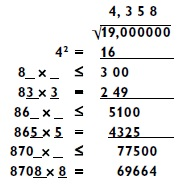 4, 3 5 8
√19,000000
4² = 16
8_ × _ ≤ 3 00
83 × 3 = 2 49
86_ × _ ≤ 5100
865 × 5 = 4325
870_ × _ ≤ 77500
8708 × 8 = 69664